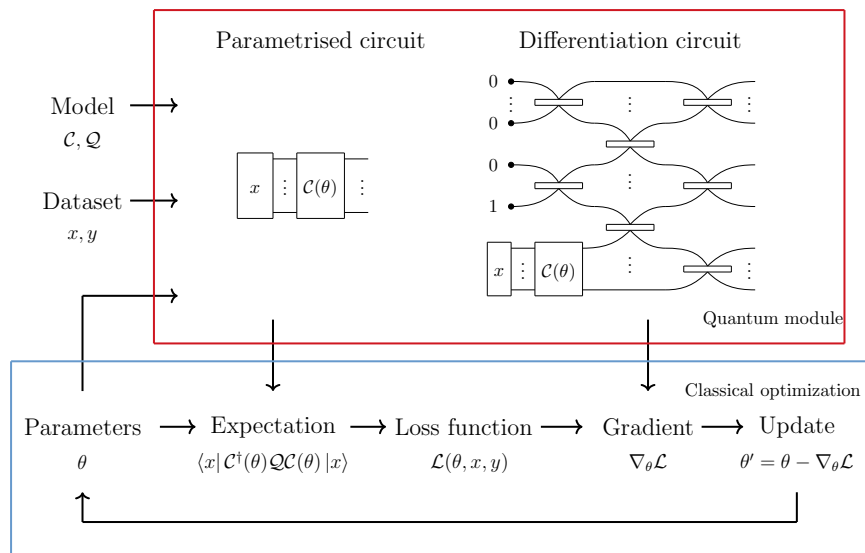 Parametrised circuit
Differentiation circuit
0
⋮
0
0
1
⋮
⋮
⋮
⋮
⋮
⋮
Model
𝒞, 𝒬
Dataset
x, y
x ⋮ 𝒞(θ) ⋮
x ⋮ 𝒞(θ)
Quantum module
Classical optimization
Parameters
θ
Expectation
⟨x| 𝒞†(θ)𝒬𝒞(θ) |x⟩
Loss function
ℒ(θ, x, y)
Gradient
∇θℒ
Update
θ′ = θ − ∇θℒ